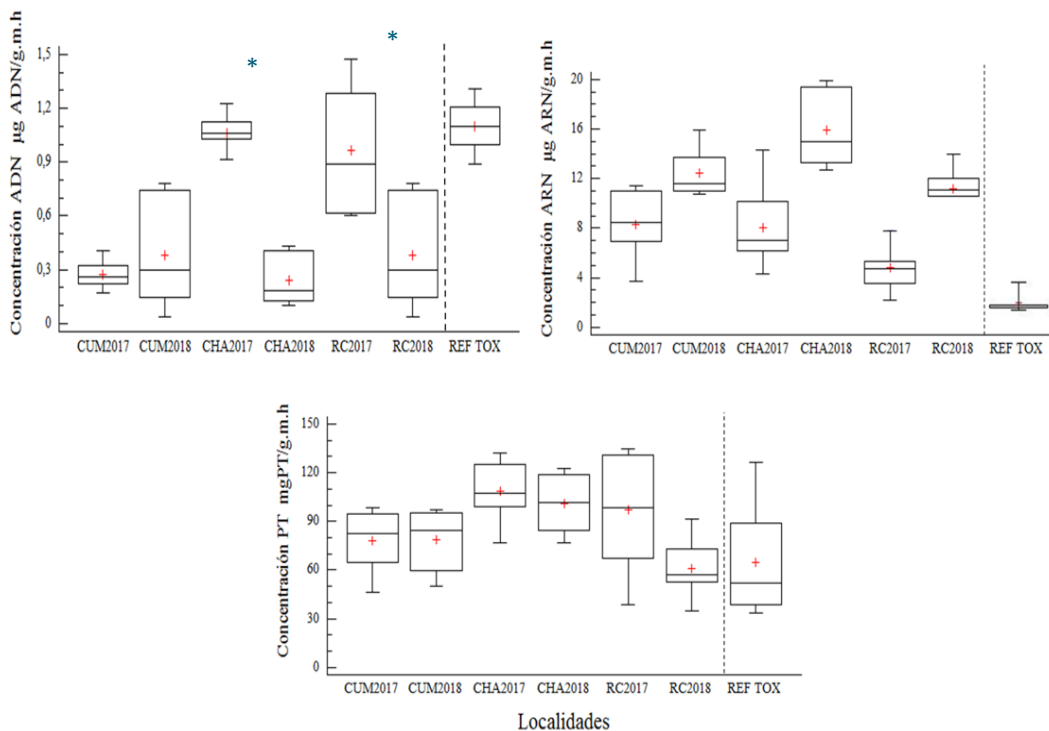 Concentración ADN µg ADN/g.m.h
1,5
1,2
0,9
0,6
0,3
0
*
*
CUM2017 CUM2018 CHA2017 CHA2018 RC2017 RC2018 REF TOX
Concentración ARN µg ARN/g.m.h
20
16
12
8
4
0
CUM2017 CUM2018 CHA2017 CHA2018 RC2017 RC2018 REF TOX
Concentración PT mgPT/g.m.h
150
120
90
60
30
0
CUM2017 CUM2018 CHA2017 CHA2018 RC2017 RC2018 REF TOX
Localidades